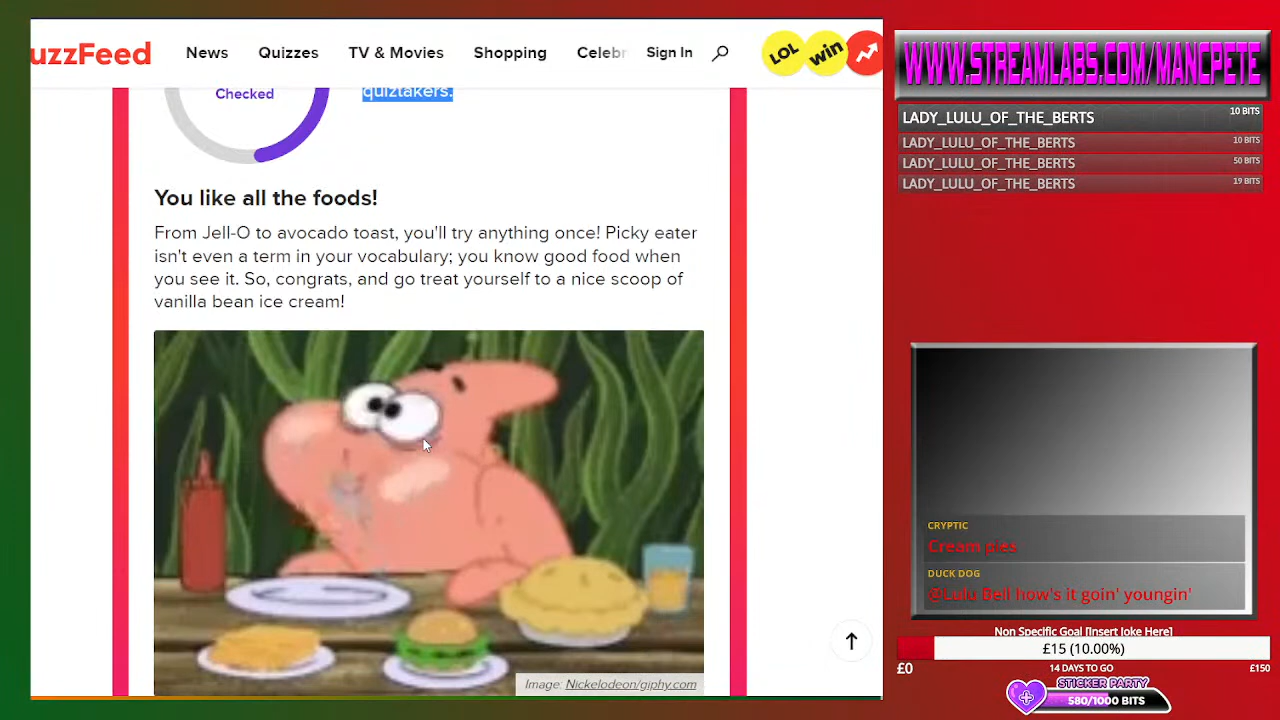 uzzFeed News Quizzes TV & Movies Shopping Celebr Sign In LOL win
Checked
quiztakers.
You like all the foods!
From Jell-O to avocado toast, you'll try anything once! Picky eater
isn't even a term in your vocabulary; you know good food when
you see it. So, congrats, and go treat yourself to a nice scoop of
vanilla bean ice cream!
Image: Nickelodeon/giphy.com
WWW.STREAMLABS.COM/MANCPETE
LADY_LULU_OF_THE_BERTS 10 BITS
LADY_LULU_OF_THE_BERTS 10 BITS
LADY_LULU_OF_THE_BERTS 50 BITS
LADY_LULU_OF_THE_BERTS 19 BITS
CRYPTIC
Cream pies
DUCK DOG
@Lulu Bell how's it goin' youngin'
Non Specific Goal [Insert Joke Here]
£15 (10.00%)
£0 14 DAYS TO GO £150
STICKER PARTY
580/1000 BITS